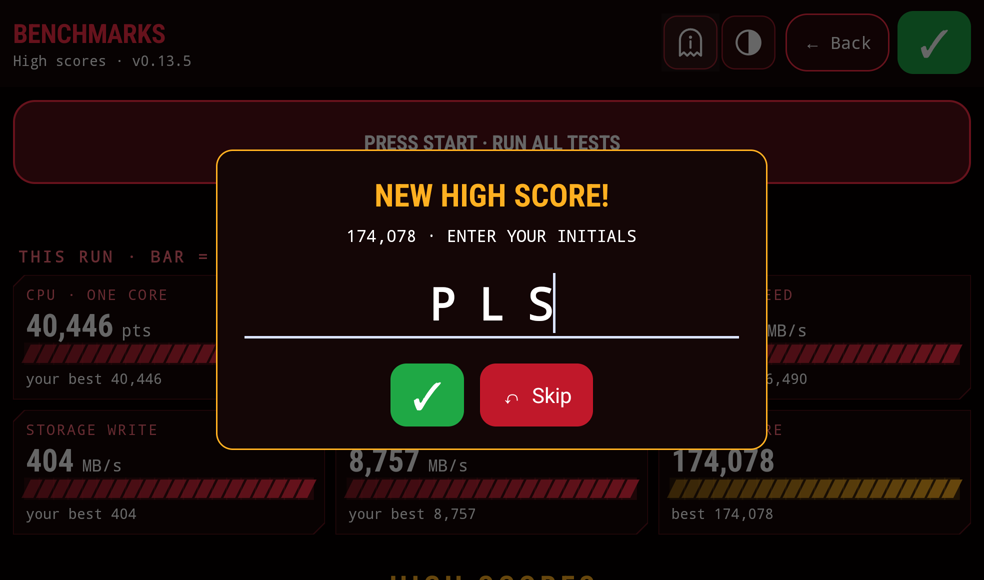 BENCHMARKS
High scores · v0.13.5
← Back
✓
PRESS START · RUN ALL TESTS
NEW HIGH SCORE!
174,078 · ENTER YOUR INITIALS
P L S
✓
Skip
THIS RUN · BAR =
CPU · ONE CORE
40,446 pts
your best 40,446
MB/s
STORAGE WRITE
404 MB/s
your best 404
8,757 MB/s
your best 8,757
174,078
best 174,078